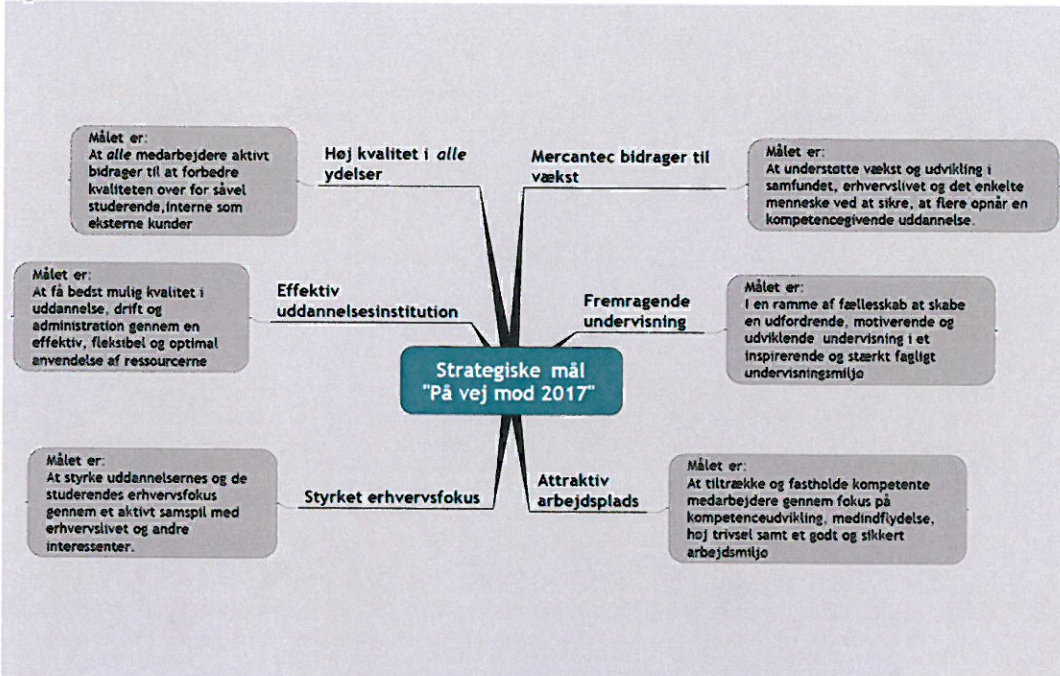 Målet er:
At alle medarbejdere aktivt
bidrager til at forbedre
kvaliteten over for såvel
studerende,interne som
eksterne kunder
Høj kvalitet i alle
ydelser
Mercantec bidrager til
vækst
Målet er:
At understøtte vækst og udvikling i
samfundet, erhvervslivet og det enkelte
menneske ved at sikre, at flere opnår en
kompetencegivende uddannelse.
Målet er:
At få bedst mulig kvalitet i
uddannelse, drift og
administration gennem en
effektiv, fleksibel og optimal
anvendelse af ressourcerne
Effektiv
uddannelsesinstitution
Fremragende
undervisning
Målet er:
I en ramme af fællesskab at skabe
en udfordrende, motiverende og
udviklende undervisning i et
inspirerende og stærkt fagligt
undervisningsmiljø
Strategiske mål
"På vej mod 2017"
Målet er:
At styrke uddannelsernes og de
studerendes erhvervsfokus
gennem et aktivt samspil med
erhvervslivet og andre
interessenter.
Styrket erhvervsfokus
Attraktiv
arbejdsplads
Målet er:
At tiltrække og fastholde kompetente
medarbejdere gennem fokus på
kompetenceudvikling, medindflydelse,
høj trivsel samt et godt og sikkert
arbejdsmiljø